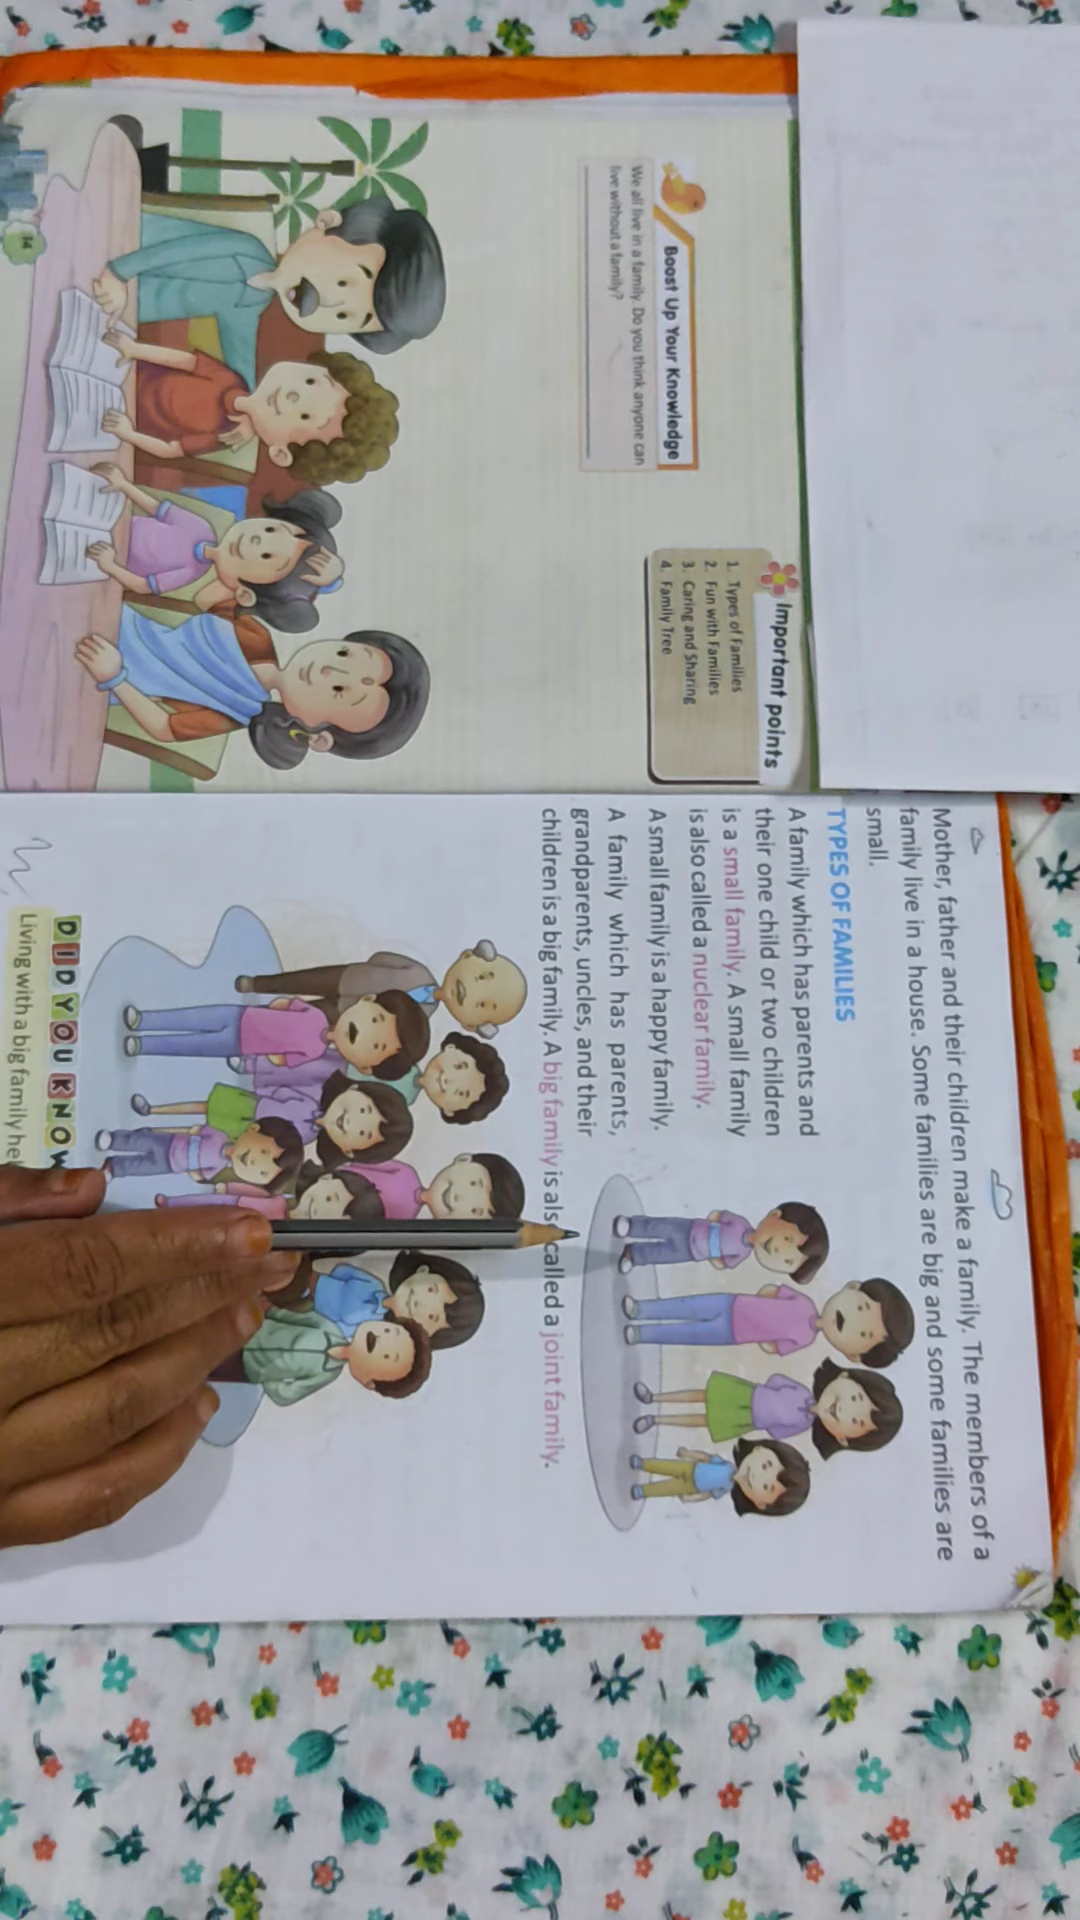 Important points
1. Types of Families
2. Fun with Families
3. Caring and Sharing
4. Family Tree
Boost Up Your Knowledge
We all live in a family. Do you think anyone can
live without a family?
14
Mother, father and their children make a family. The members of a
family live in a house. Some families are big and some families are
small.
TYPES OF FAMILIES
A family which has parents and
their one child or two children
is a small family. A small family
is also called a nuclear family.
A small family is a happy family.
A family which has parents,
grandparents, uncles, and their
children is a big family. A big family is als called a joint family.
DID YOU KNOW
Living with a big family hel